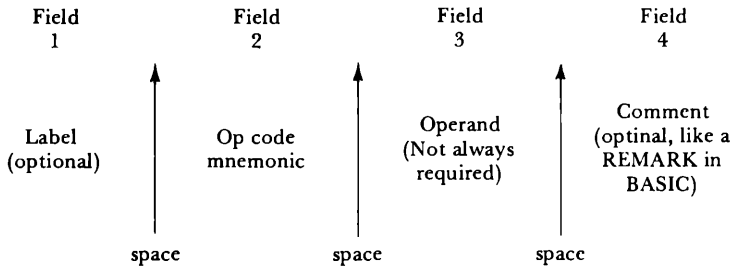 Field Field Field Field
1 2 3 4
Label
(optional)
Op code
mnemonic
Operand
(Not always
required)
Comment
(optinal, like a
REMARK in
BASIC)
space space space